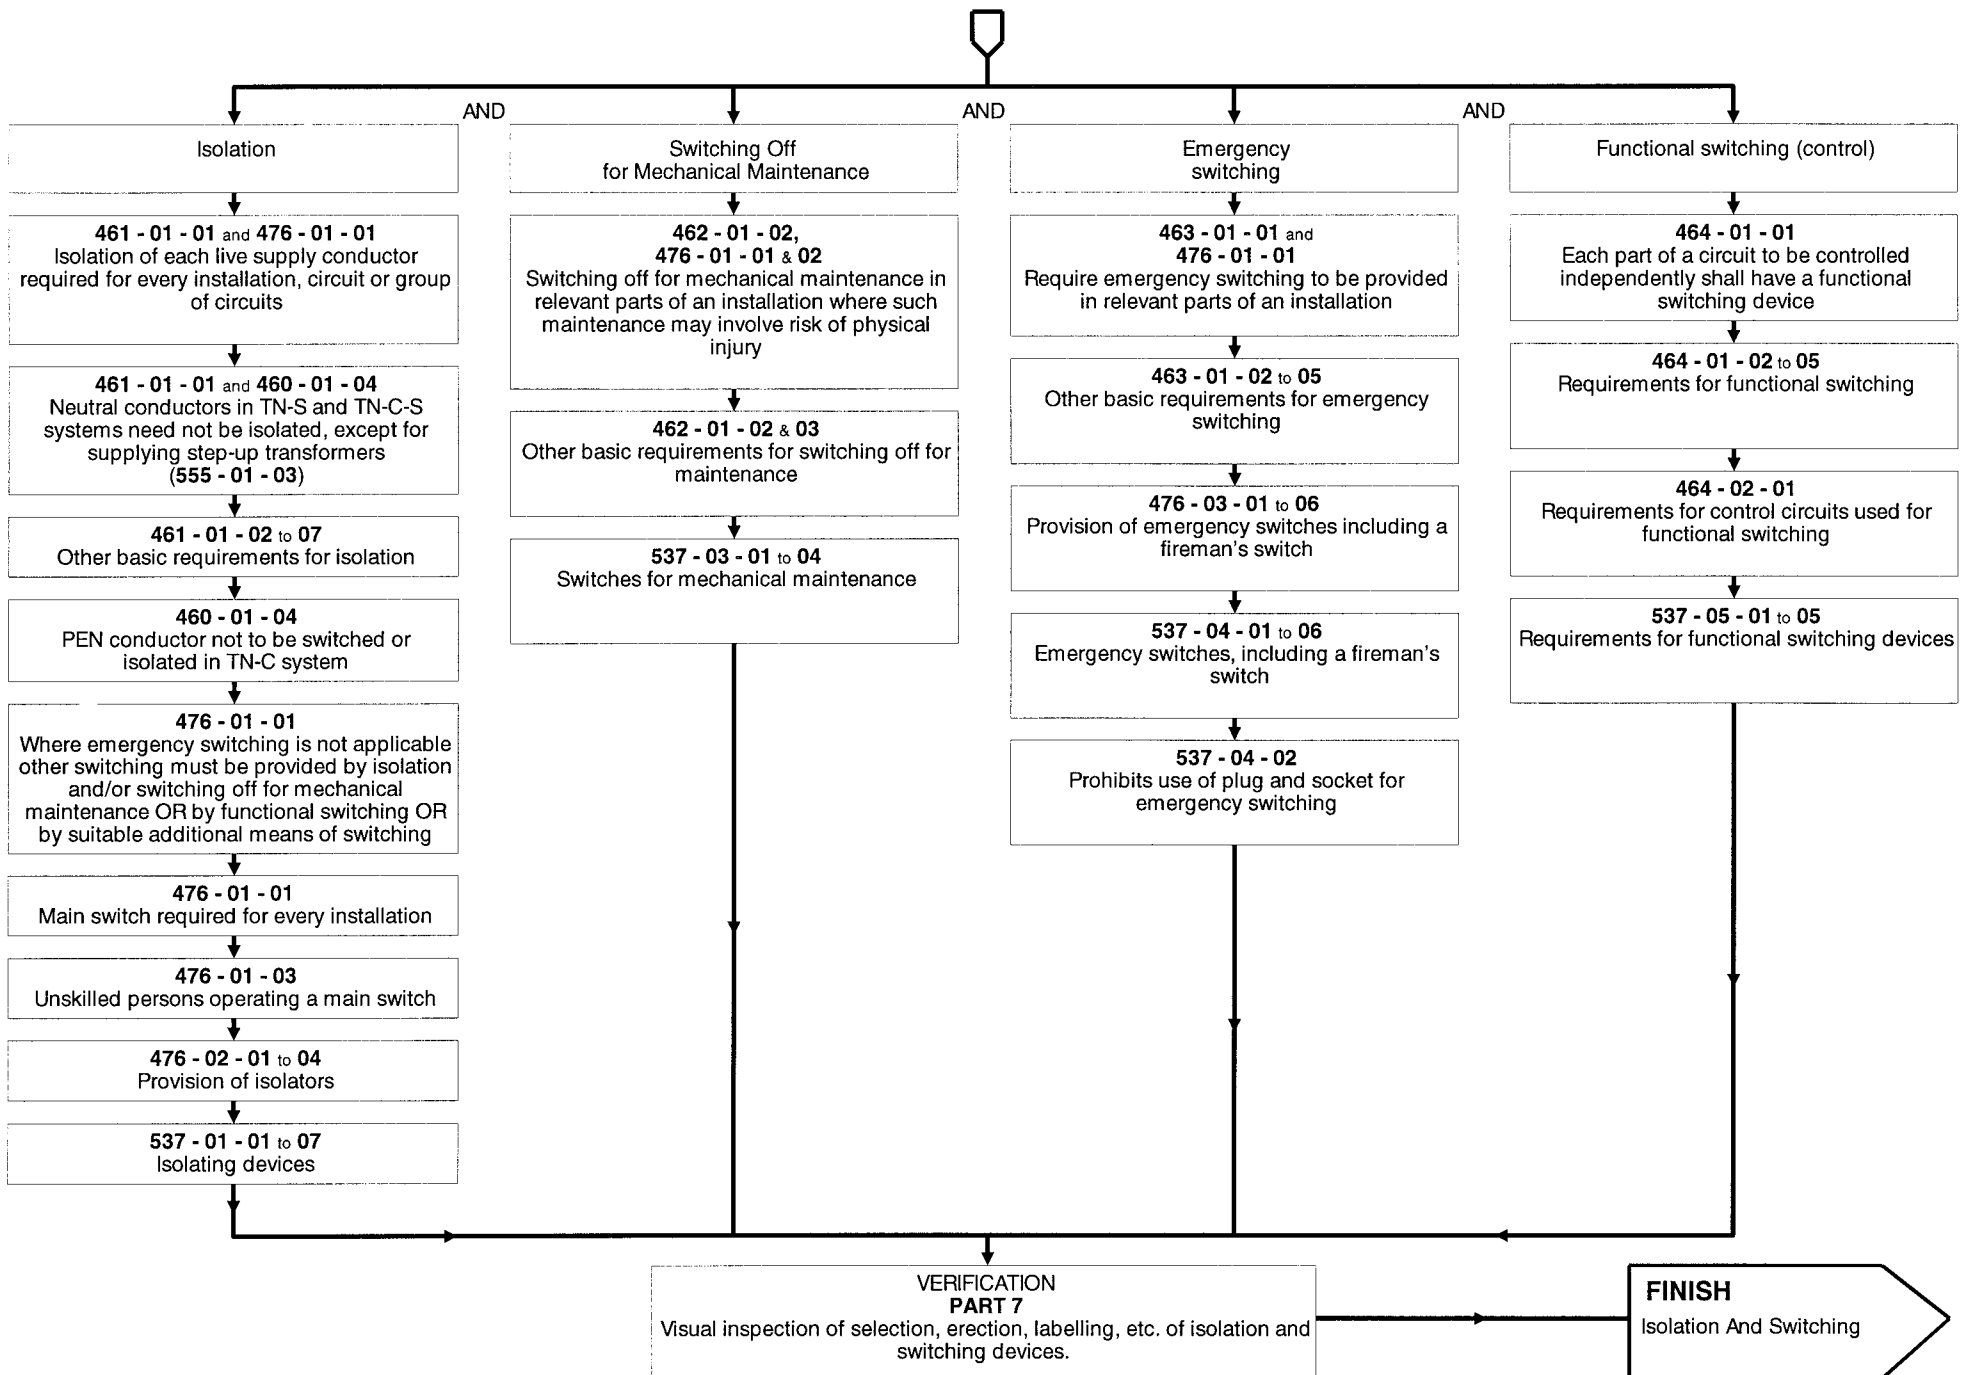 AND
AND
AND
Isolation
461 - 01 - 01 and 476 - 01 - 01
Isolation of each live supply conductor
required for every installation, circuit or group
of circuits
461 - 01 - 01 and 460 - 01 - 04
Neutral conductors in TN-S and TN-C-S
systems need not be isolated, except for
supplying step-up transformers
(555 - 01 - 03)
461 - 01 - 02 to 07
Other basic requirements for isolation
460 - 01 - 04
PEN conductor not to be switched or
isolated in TN-C system
476 - 01 - 01
Where emergency switching is not applicable
other switching must be provided by isolation
and/or switching off for mechanical
maintenance OR by functional switching OR
by suitable additional means of switching
476 - 01 - 01
Main switch required for every installation
476 - 01 - 03
Unskilled persons operating a main switch
476 - 02 - 01 to 04
Provision of isolators
537 - 01 - 01 to 07
Isolating devices
Switching Off
for Mechanical Maintenance
462 - 01 - 02,
476 - 01 - 01 & 02
Switching off for mechanical maintenance in
relevant parts of an installation where such
maintenance may involve risk of physical
injury
462 - 01 - 02 & 03
Other basic requirements for switching off for
maintenance
537 - 03 - 01 to 04
Switches for mechanical maintenance
Emergency
switching
463 - 01 - 01 and
476 - 01 - 01
Require emergency switching to be provided
in relevant parts of an installation
463 - 01 - 02 to 05
Other basic requirements for emergency
switching
476 - 03 - 01 to 06
Provision of emergency switches including a
fireman's switch
537 - 04 - 01 to 06
Emergency switches, including a fireman's
switch
537 - 04 - 02
Prohibits use of plug and socket for
emergency switching
Functional switching (control)
464 - 01 - 01
Each part of a circuit to be controlled
independently shall have a functional
switching device
464 - 01 - 02 to 05
Requirements for functional switching
464 - 02 - 01
Requirements for control circuits used for
functional switching
537 - 05 - 01 to 05
Requirements for functional switching devices
VERIFICATION
PART 7
Visual inspection of selection, erection, labelling, etc. of isolation and
switching devices.
FINISH
Isolation And Switching